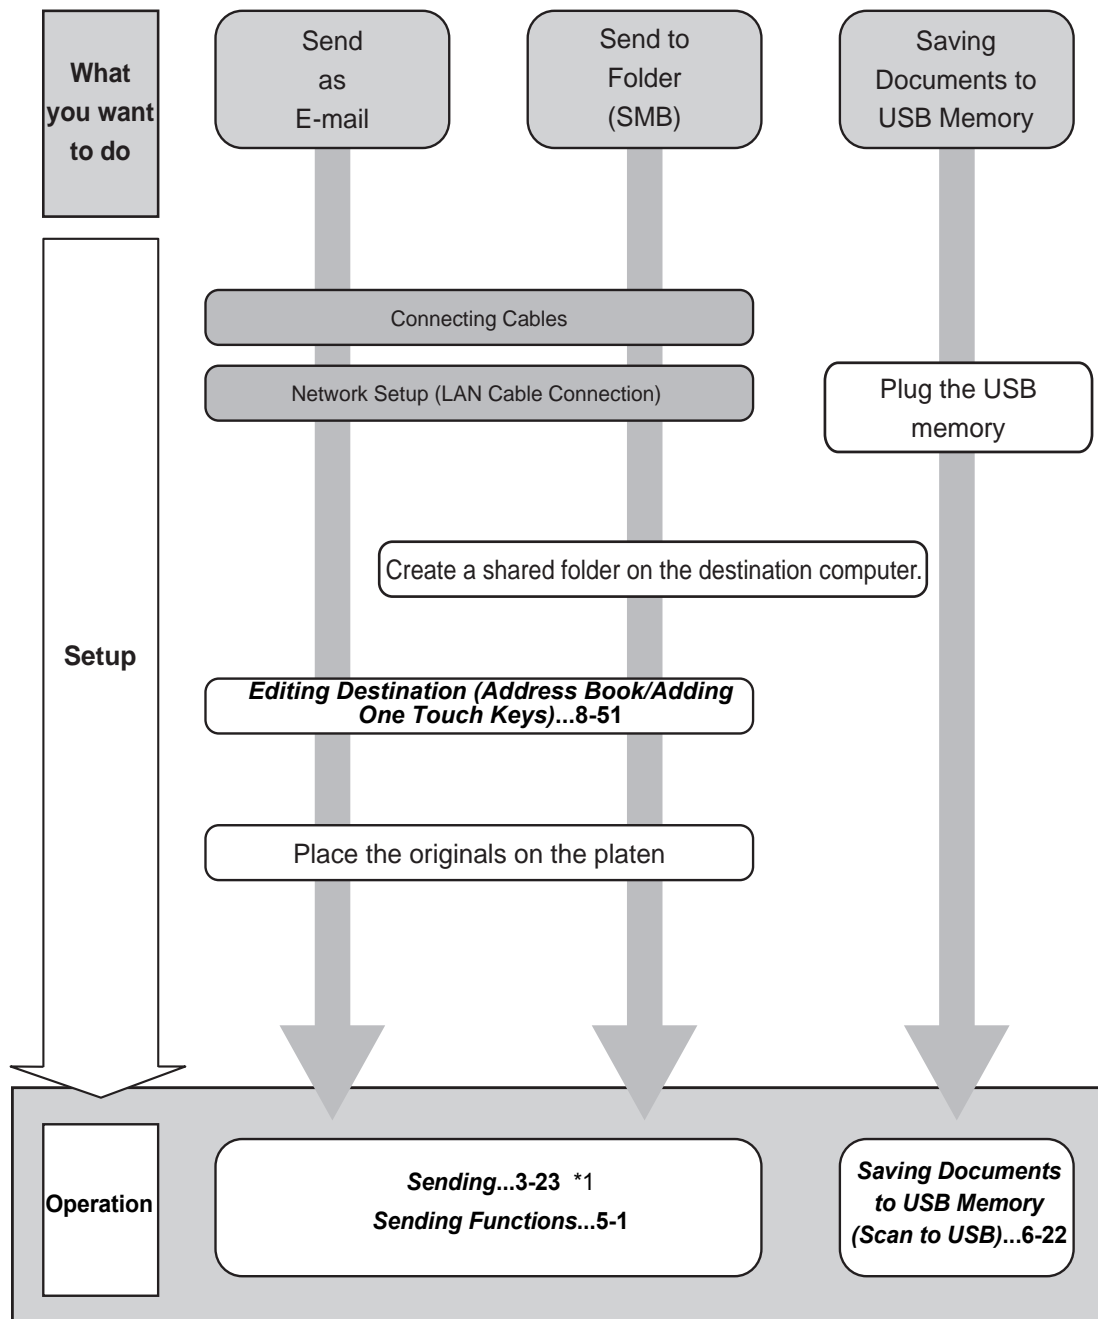 What
you want
to do
Send
as
E-mail
Send to
Folder
(SMB)
Saving
Documents to
USB Memory
Connecting Cables
Network Setup (LAN Cable Connection)
Plug the USB
memory
Create a shared folder on the destination computer.
Setup
Editing Destination (Address Book/Adding
One Touch Keys)...8-51
Place the originals on the platen
Operation
Sending...3-23 *1
Sending Functions...5-1
Saving Documents
to USB Memory
(Scan to USB)...6-22